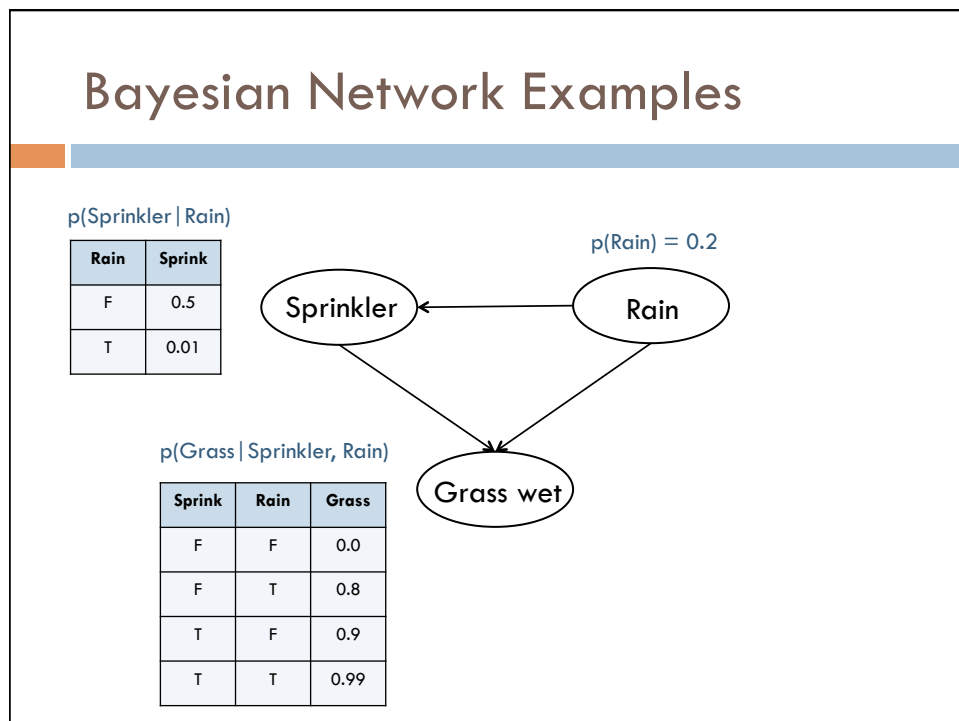 Bayesian Network Examples
p(Sprinkler|Rain)
Rain Sprink
F 0.5
T 0.01
p(Rain) = 0.2
Sprinkler
Rain
p(Grass|Sprinkler, Rain)
Sprink Rain Grass
F F 0.0
F T 0.8
T F 0.9
T T 0.99
Grass wet